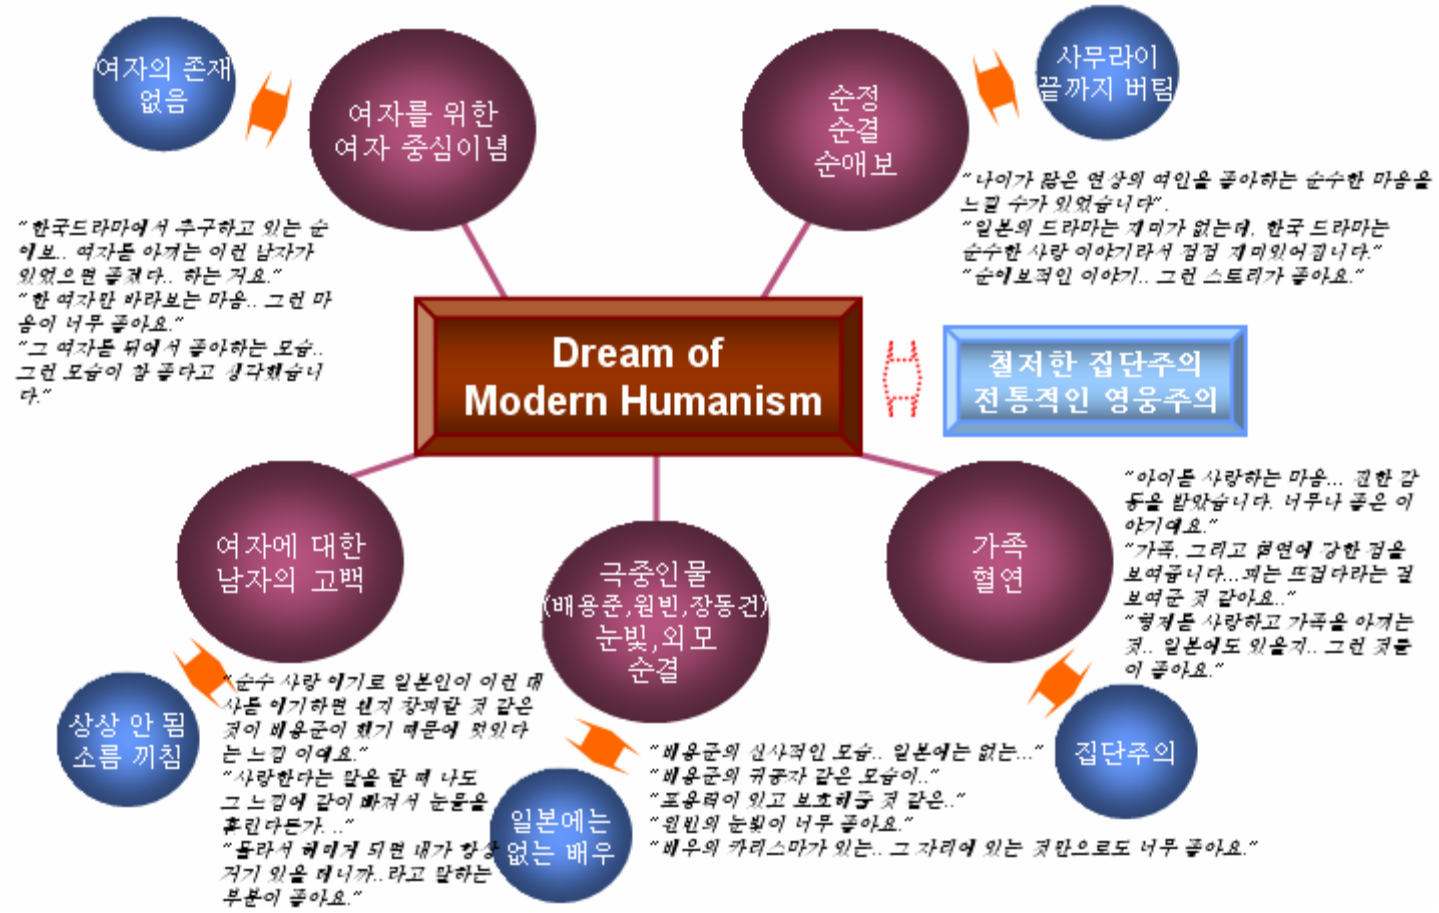 여자의 존재
없음
여자를 위한
여자 중심이념
순정
순결
순애보
사무라이
끝까지 버팀
"나이가 많은 연상의 여인을 좋아하는 순수한 마음을
느낄 수가 있었습니다".
"일본의 드라마는 재미가 없는데, 한국 드라마는
순수한 사랑 이야기라서 점점 재미있어집니다."
"순애보적인 이야기.. 그런 스토리가 좋아요."
"한국드라마에서 추구하고 있는 순
애보.. 여자를 아끼는 이런 남자가
있었으면 좋겠다.. 하는 거요."
"한 여자만 바라보는 마음.. 그런 마
음이 너무 좋아요."
"그 여자를 뒤에서 좋아하는 모습..
그런 모습이 참 좋다고 생각했습니
다."
Dream of
Modern Humanism
철저한 집단주의
전통적인 영웅주의
여자에 대한
남자의 고백
극중인물
(배용준,원빈,장동건)
눈빛,외모
순결
가족
혈연
"아이를 사랑하는 마음... 진한 감
동을 받았습니다. 너무나 좋은 이
야기예요."
"가족, 그리고 혈연에 강한 점을
보여줍니다...피는 뜨겁다라는 걸
보여준 것 같아요.."
"형제를 사랑하고 가족을 아끼는
것.. 일본에도 있을지.. 그런 것들
이 좋아요."
상상 안 됨
소름 끼침
"순수 사랑 얘기로 일본인이 이런 대
사를 얘기하면 왠지 창피할 것 같은
것이 배용준이 했기 때문에 멋있다
는 느낌 이예요."
"사랑한다는 말을 할 때 나도
그 느낌에 같이 빠져서 눈물을
흘린다든가. .."
"돌라서 헤매게 되면 내가 항상
거기 있을 테니까..라고 말하는
부분이 좋아요."
일본에는
없는 배우
"배용준의 신사적인 모습.. 일본에는 없는..."
"배용준의 귀공자 같은 모습이.."
"포용력이 있고 보호해줄 것 같은.."
"원빈의 눈빛이 너무 좋아요."
"배우의 카리스마가 있는.. 그 자리에 있는 것만으로도 너무 좋아요."
집단주의